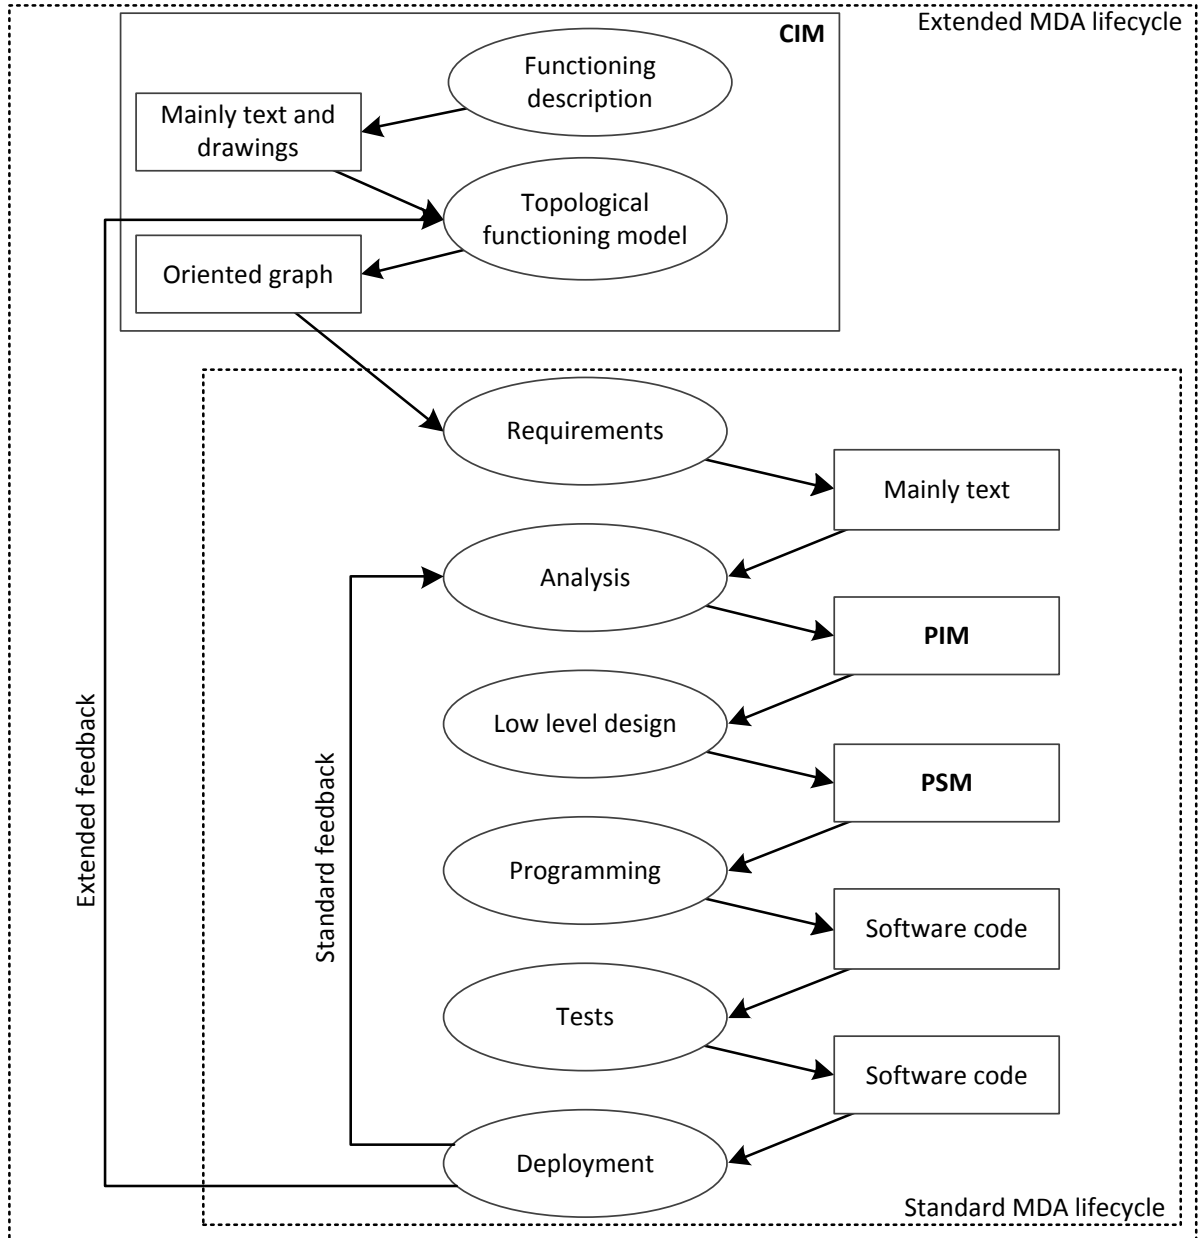 Extended MDA lifecycle
CIM
Functioning
description
Mainly text and
drawings
Topological
functioning model
Oriented graph
Requirements
Mainly text
Analysis
PIM
Low level design
PSM
Programming
Software code
Tests
Software code
Deployment
Extended feedback
Standard feedback
Standard MDA lifecycle